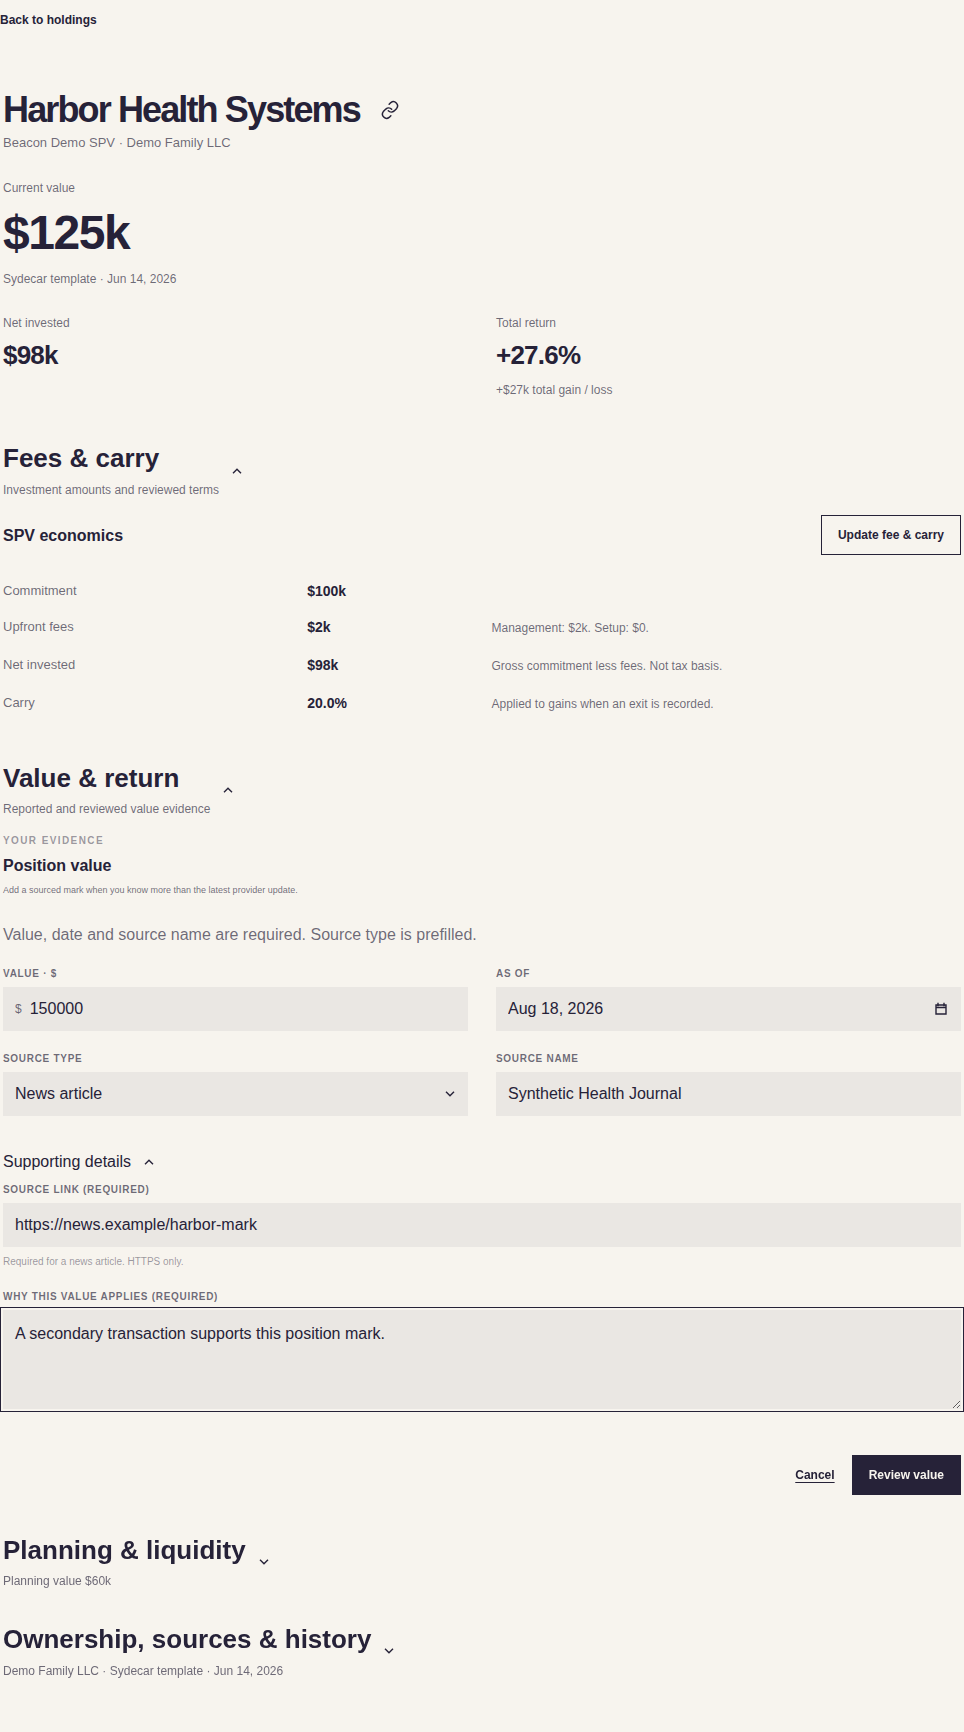 Back to holdings
Harbor Health Systems
Beacon Demo SPV · Demo Family LLC
Current value
$125k
Sydecar template · Jun 14, 2026
Net invested
Total return
$98k
+27.6%
+$27k total gain / loss
Fees & carry
Investment amounts and reviewed terms
SPV economics
Update fee & carry
Commitment $100k
Upfront fees $2k Management: $2k. Setup: $0.
Net invested $98k Gross commitment less fees. Not tax basis.
Carry 20.0% Applied to gains when an exit is recorded.
Value & return
Reported and reviewed value evidence
YOUR EVIDENCE
Position value
Add a sourced mark when you know more than the latest provider update.
Value, date and source name are required. Source type is prefilled.
VALUE · $
AS OF
$ 150000
Aug 18, 2026
SOURCE TYPE
SOURCE NAME
News article
Synthetic Health Journal
Supporting details
SOURCE LINK (REQUIRED)
https://news.example/harbor-mark
Required for a news article. HTTPS only.
WHY THIS VALUE APPLIES (REQUIRED)
A secondary transaction supports this position mark.
Cancel
Review value
Planning & liquidity
Planning value $60k
Ownership, sources & history
Demo Family LLC · Sydecar template · Jun 14, 2026